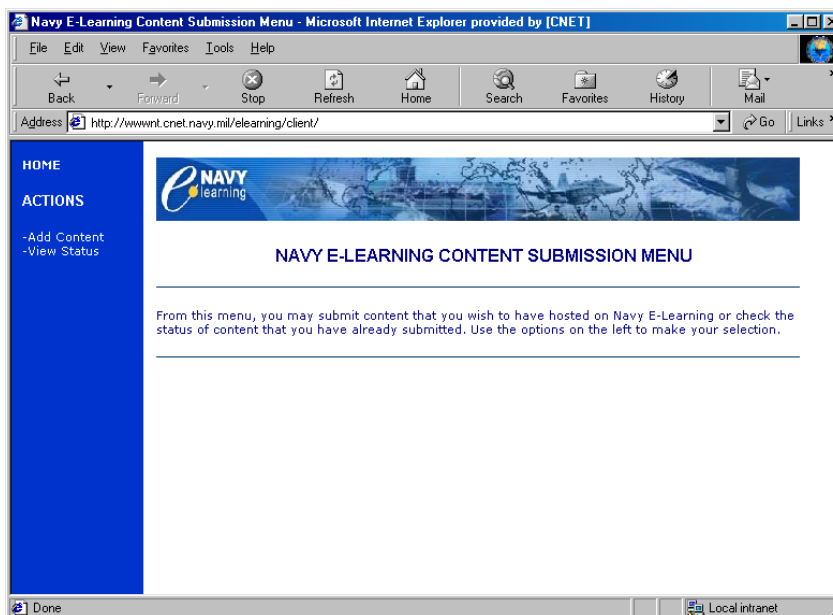 Navy E-Learning Content Submission Menu - Microsoft Internet Explorer provided by [CNET]
File Edit View Favorites Tools Help
Back Forward Stop Refresh Home Search Favorites History Mail
Address http://wwwnt.cnet.navy.mil/elearning/client/ Go Links
HOME
ACTIONS
-Add Content
-View Status
e NAVY
learning
NAVY E-LEARNING CONTENT SUBMISSION MENU
From this menu, you may submit content that you wish to have hosted on Navy E-Learning or check the
status of content that you have already submitted. Use the options on the left to make your selection.
Done Local intranet